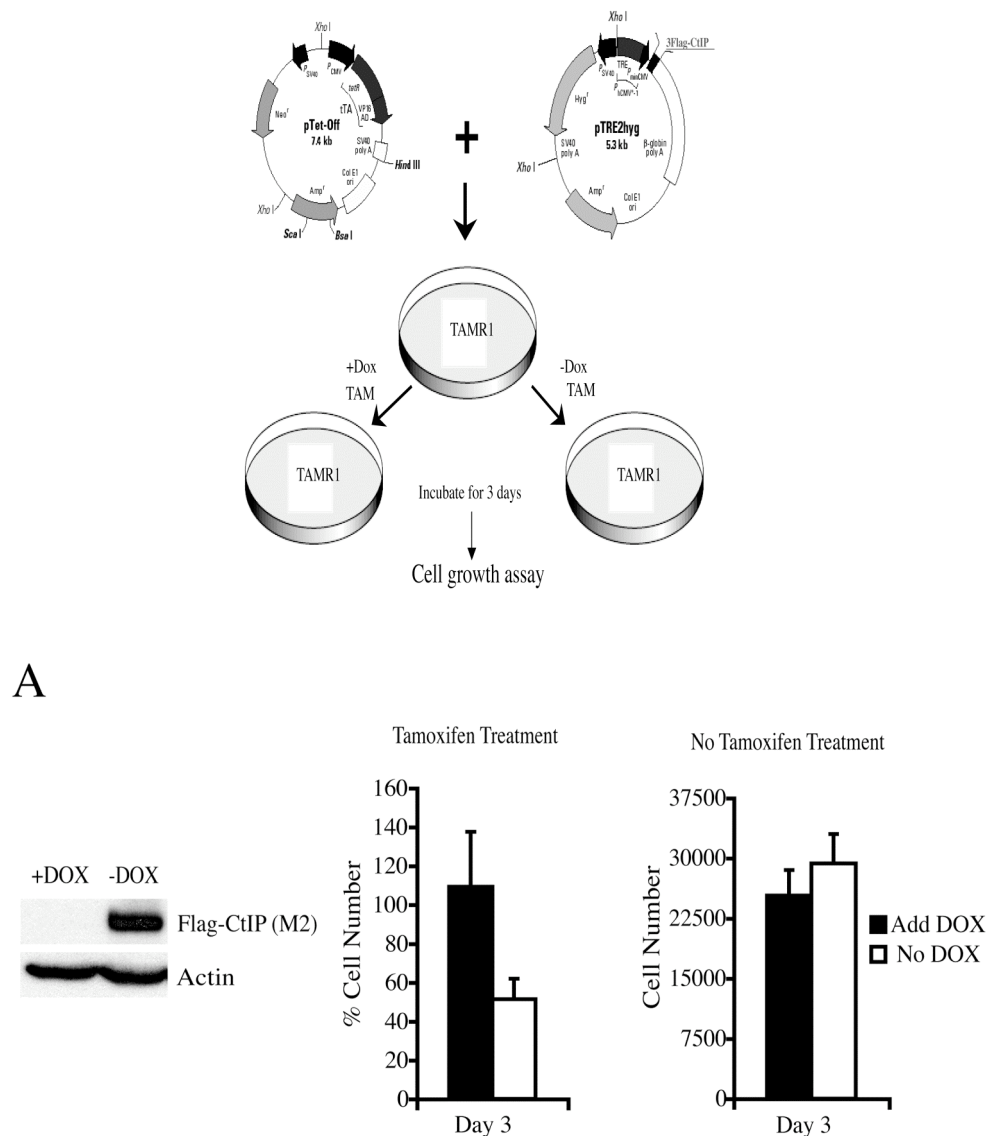 Xho I
P SV40
P CMV
tetR
tTA
VP16 AD
Neo r
pTet-Off
7.4 kb
SV40 poly A
Hind III
Col E1 ori
Amp r
Xho I
Sca I
Bsa I
+
Xho I
3Flag-CtIP
P SV40
TRE
P minCMV
P hCMV*-1
Hyg r
pTRE2hyg
5.3 kb
SV40 poly A
β-globin poly A
Xho I
Amp r
Col E1 ori
TAMR1
+Dox
TAM
-Dox
TAM
TAMR1
TAMR1
Incubate for 3 days
Cell growth assay
A
+DOX -DOX
Flag-CtIP (M2)
Actin
Tamoxifen Treatment
% Cell Number
160
140
120
100
80
60
40
20
0
Day 3
No Tamoxifen Treatment
Cell Number
37500
30000
22500
15000
7500
0
Day 3
Add DOX
No DOX